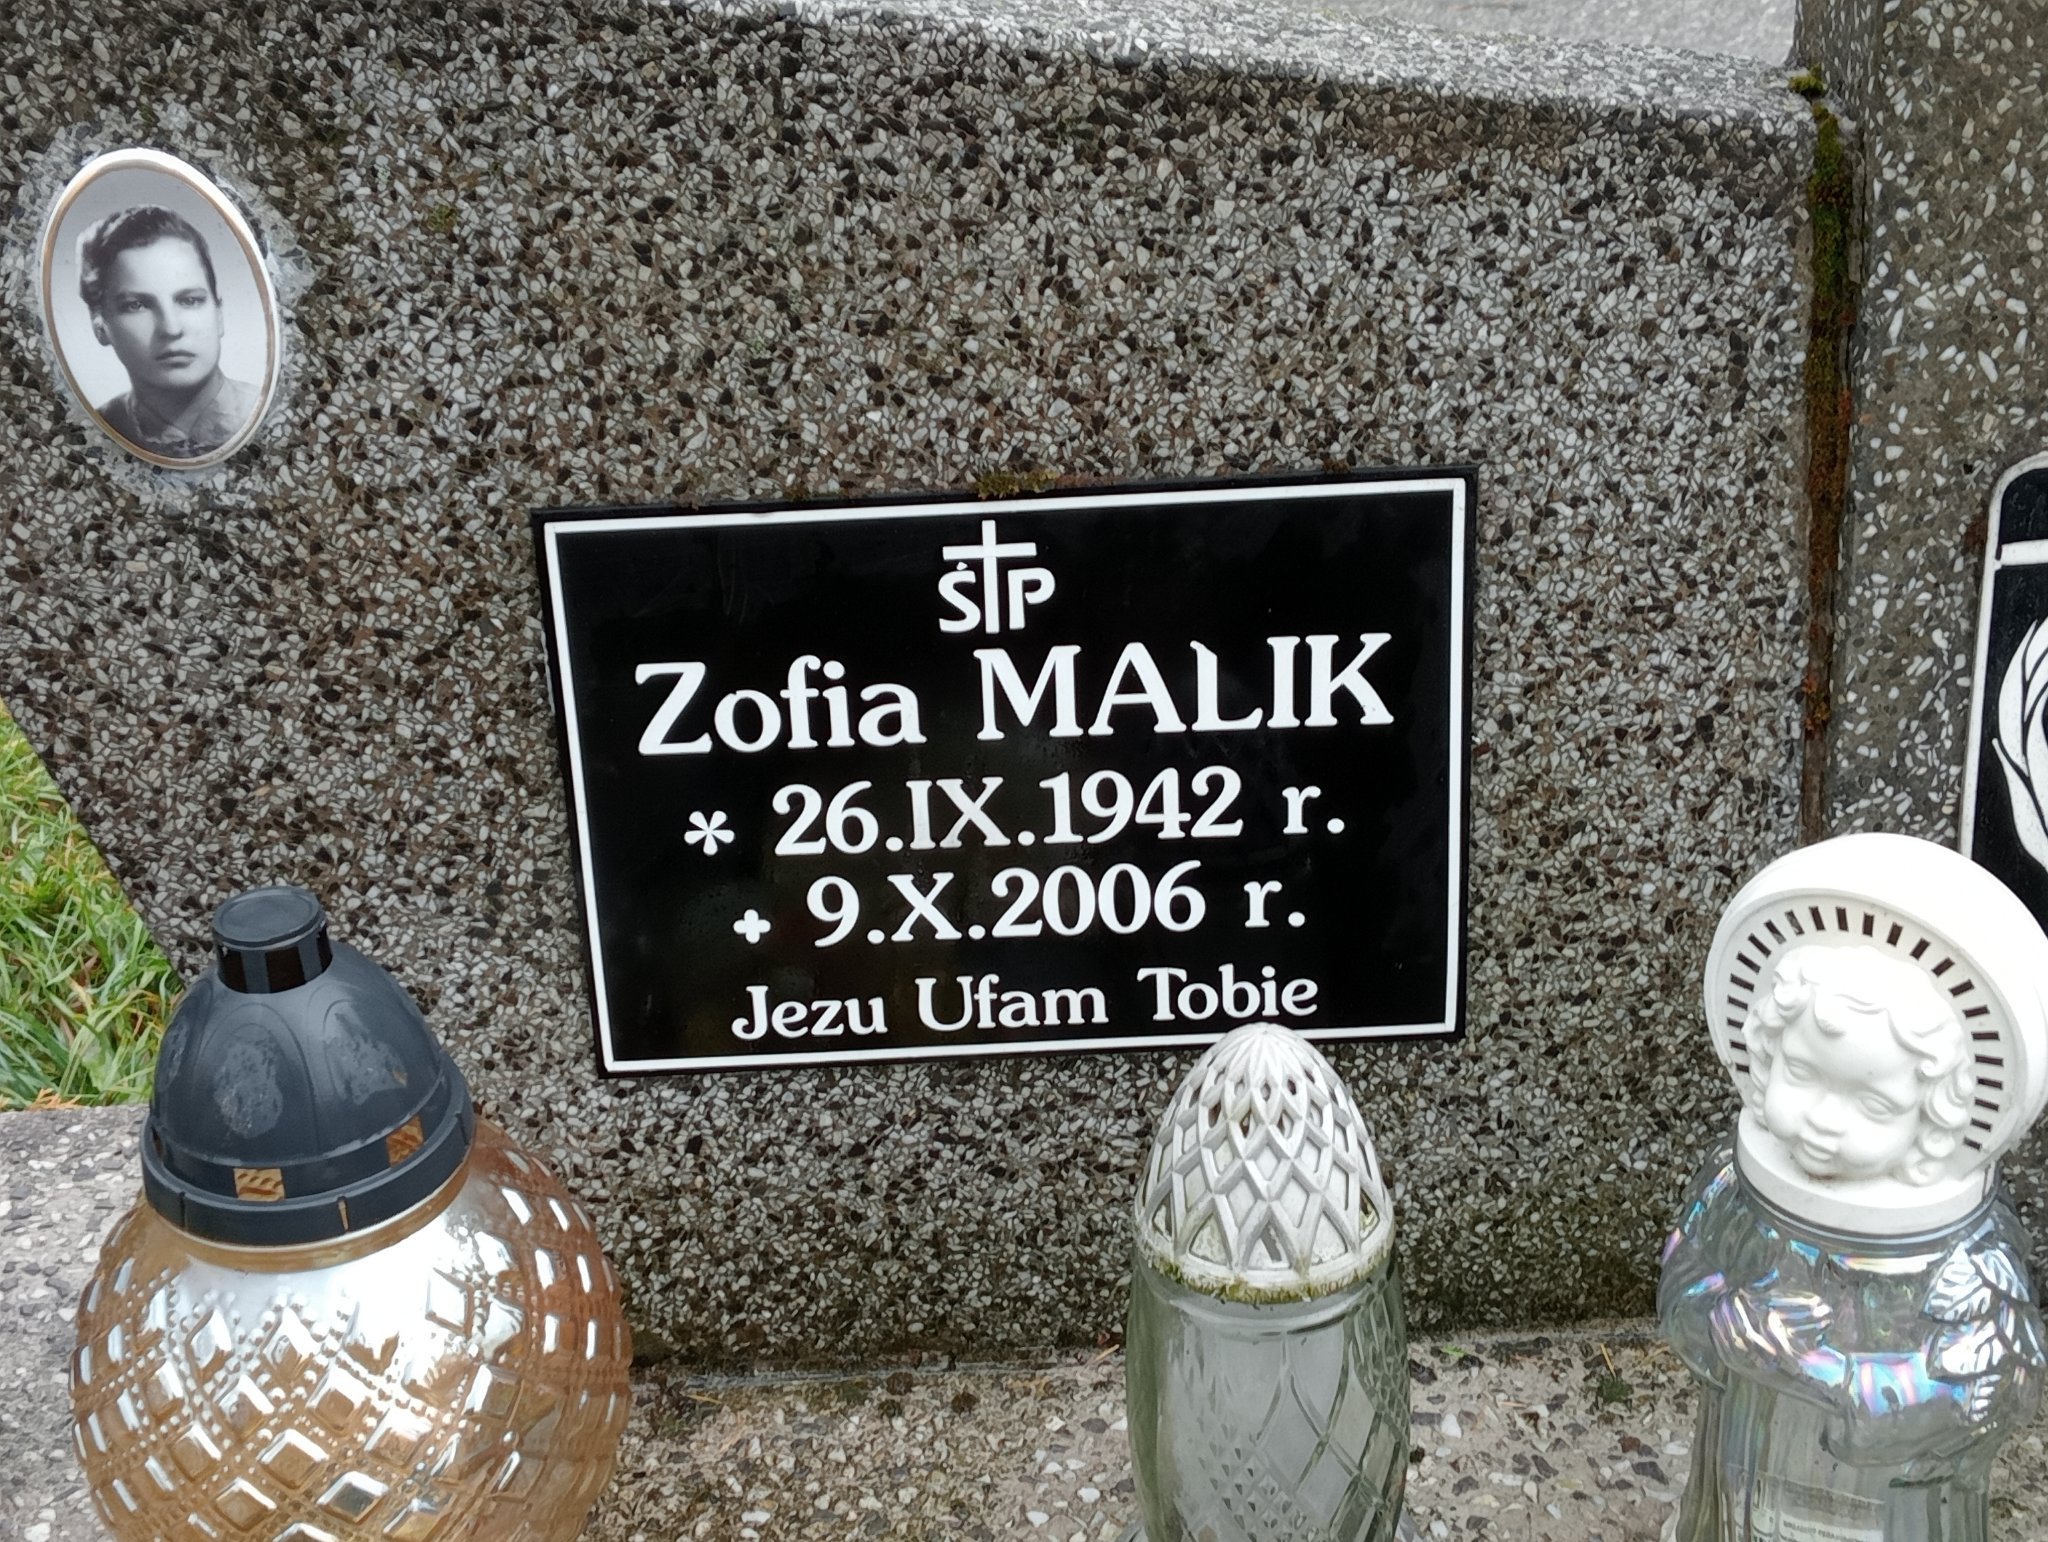 ŚP
Zofia MALIK
* 26.IX.1942 r.
+ 9.X.2006 r.
Jezu Ufam Tobie